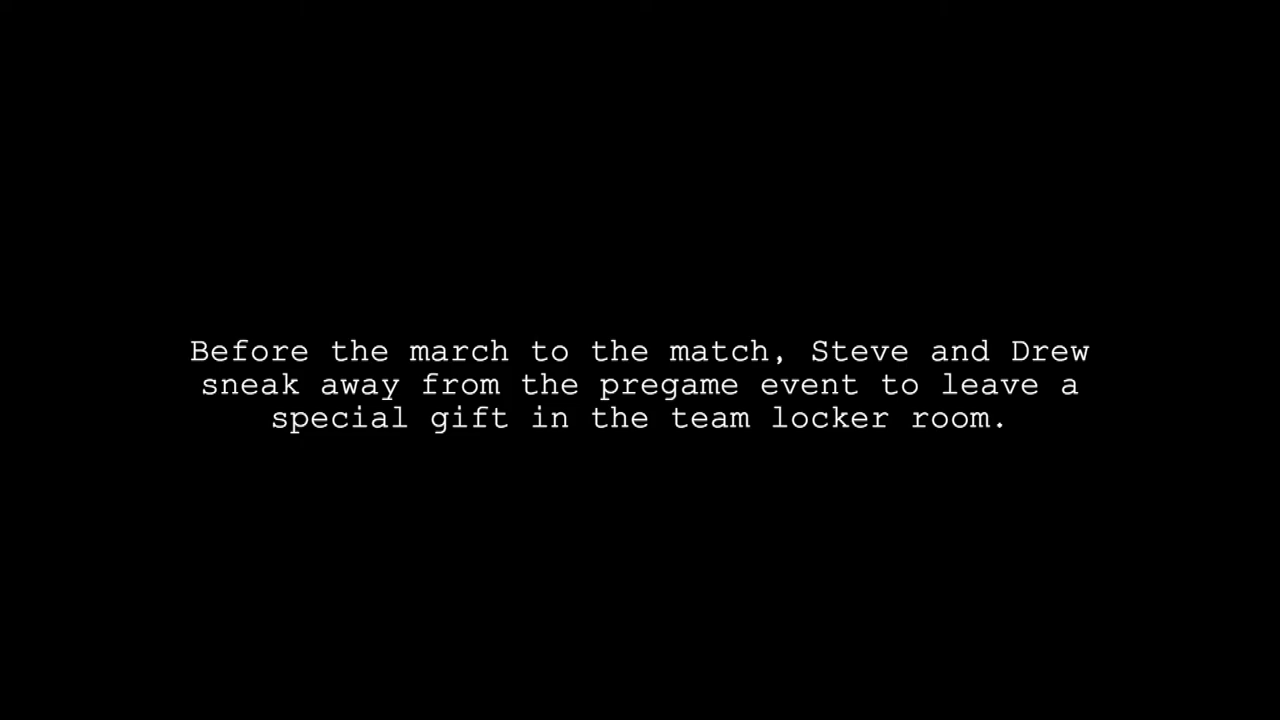 Before the march to the match, Steve and Drew
sneak away from the pregame event to leave a
special gift in the team locker room.